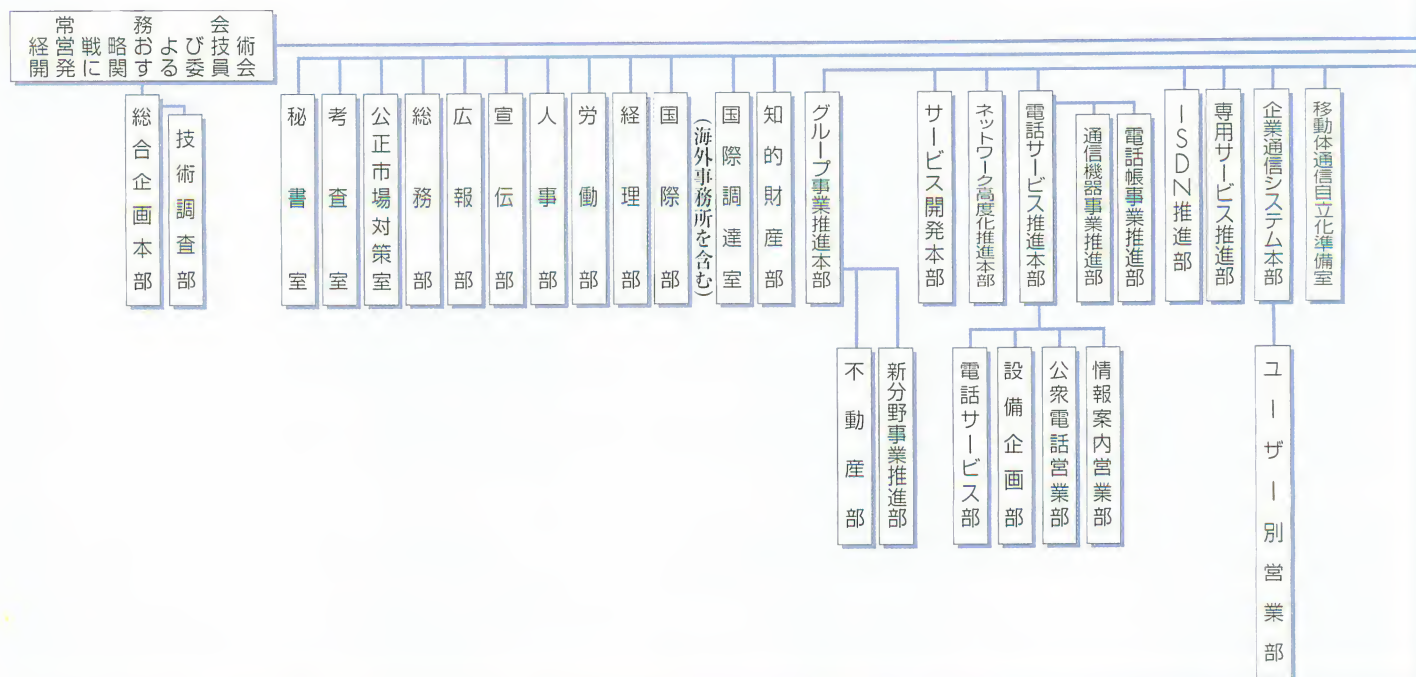 常務会
経営戦略および技術
開発に関する委員会
総合企画本部
技術調査部
秘書室
考査室
公正市場対策室
総務部
広報部
宣伝部
人事部
労働部
経理部
国際部
(海外事務所を含む)
国際調達室
知的財産部
グループ事業推進本部
サービス開発本部
ネットワーク高度化推進本部
電話サービス推進本部
通信機器事業推進部
電話帳事業推進部
ISDN推進部
専用サービス推進部
企業通信システム本部
移動体通信自立化準備室
不動産部
新分野事業推進部
電話サービス部
設備企画部
公衆電話営業部
情報案内営業部
ユーザー別営業部